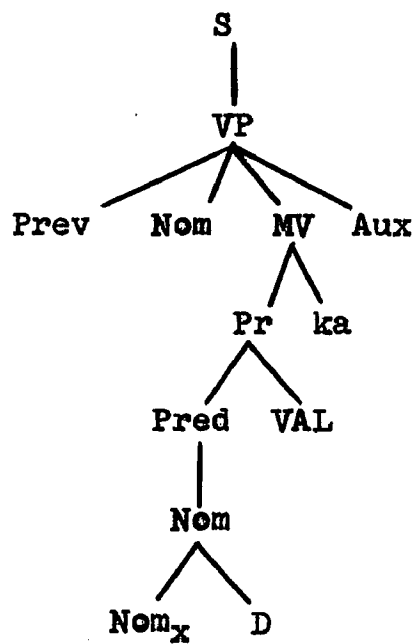 S
VP
Prev Nom MV Aux
Pr ka
Pred VAL
Nom
Nomx D